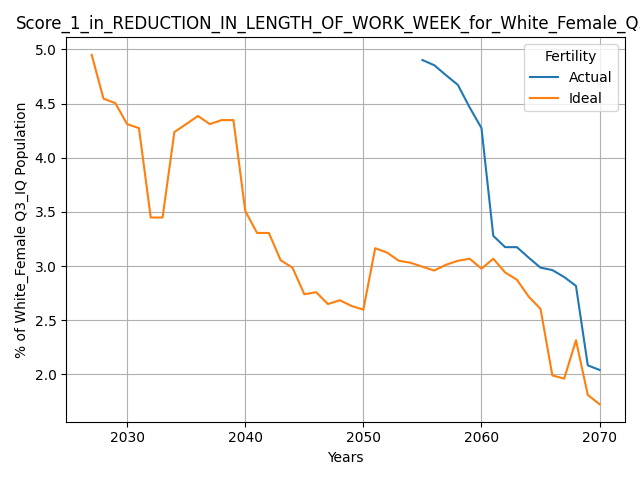 Score_1_in_REDUCTION_IN_LENGTH_OF_WORK_WEEK_for_White_Female_Q
Fertility
Actual
Ideal
% of White_Female Q3_IQ Population
5.0
4.5
4.0
3.5
3.0
2.5
2.0
2030 2040 2050 2060 2070
Years